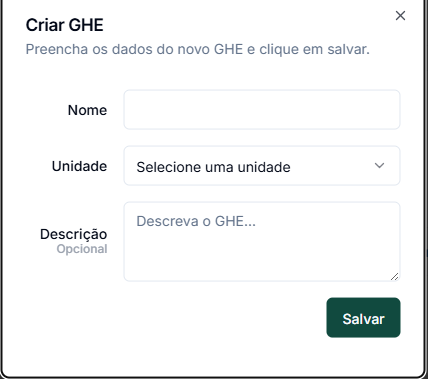 Criar GHE
Preencha os dados do novo GHE e clique em salvar.
Nome
Unidade
Selecione uma unidade
Descrição
Opcional
Descreva o GHE...
Salvar